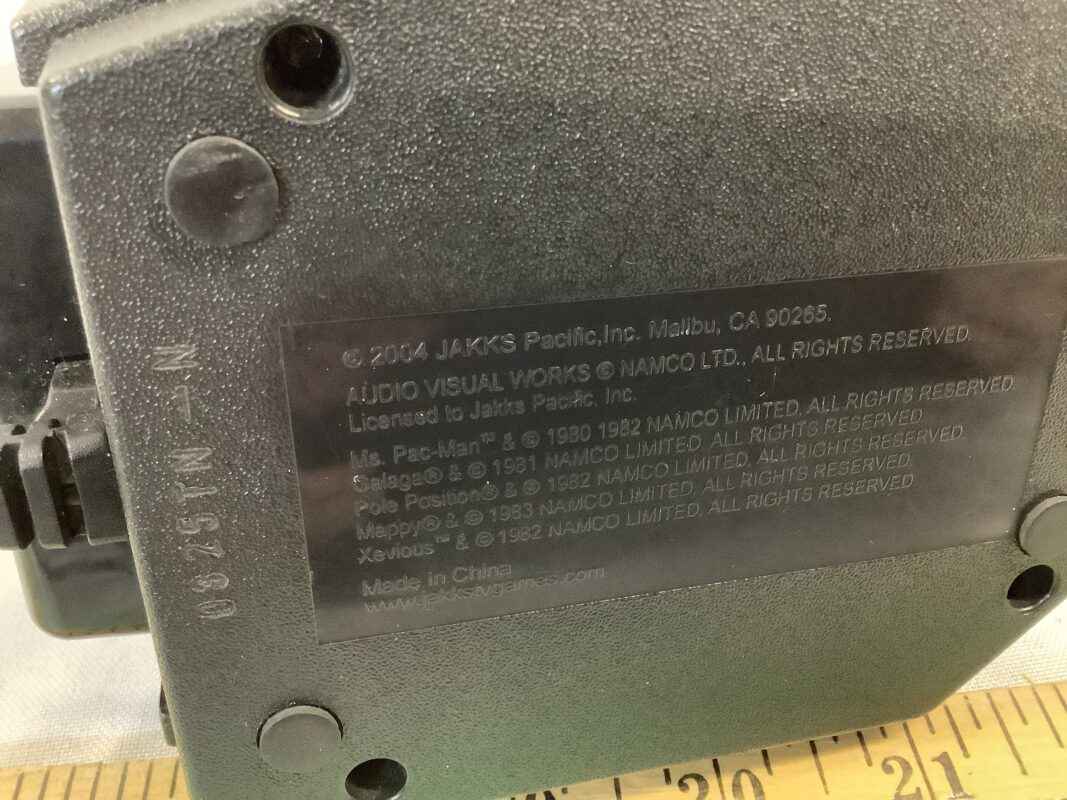 © 2004 JAKKS Pacific, Inc. Malibu, CA 90265.
AUDIO VISUAL WORKS © NAMCO LTD., ALL RIGHTS RESERVED.
Licensed to Jakks Pacific, Inc.
Ms. Pac-Man™ & © 1980 1982 NAMCO LIMITED, ALL RIGHTS RESERVED.
Galaga® & © 1981 NAMCO LIMITED, ALL RIGHTS RESERVED.
Pole Position® & © 1982 NAMCO LIMITED, ALL RIGHTS RESERVED.
Mappy® & © 1983 NAMCO LIMITED, ALL RIGHTS RESERVED.
Xevious™ & © 1982 NAMCO LIMITED, ALL RIGHTS RESERVED.
Made in China
www.jakkstvgames.com
0825TN-N
20 21